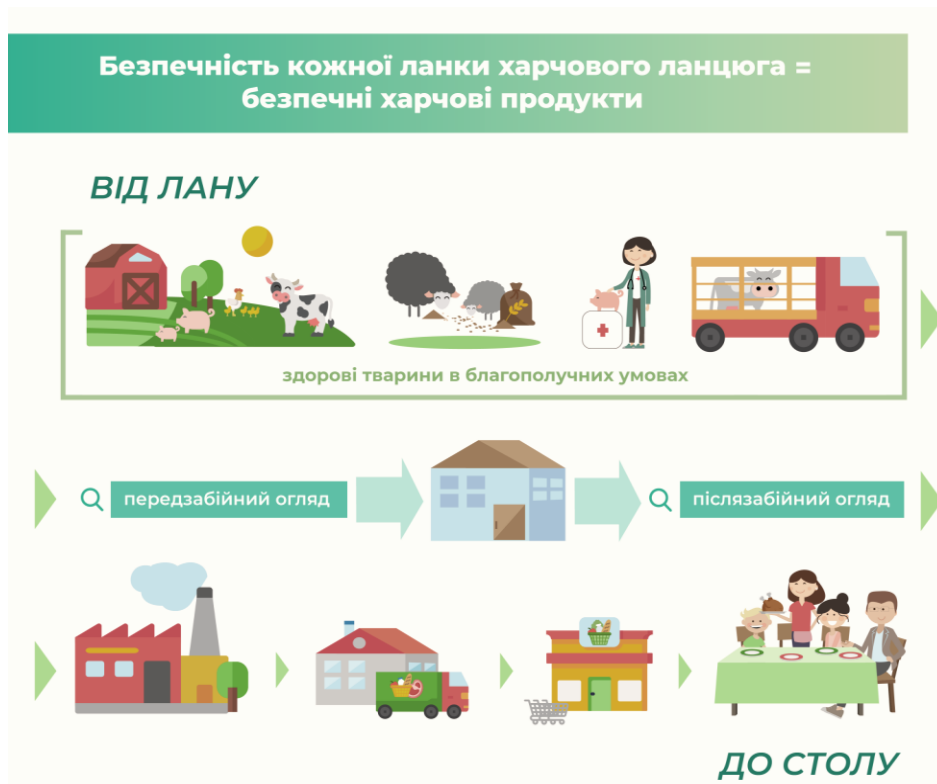 Безпечність кожної ланки харчового ланцюга =
безпечні харчові продукти
ВІД ЛАНУ
здорові тварини в благополучних умовах
передзабійний огляд
післязабійний огляд
ДО СТОЛУ